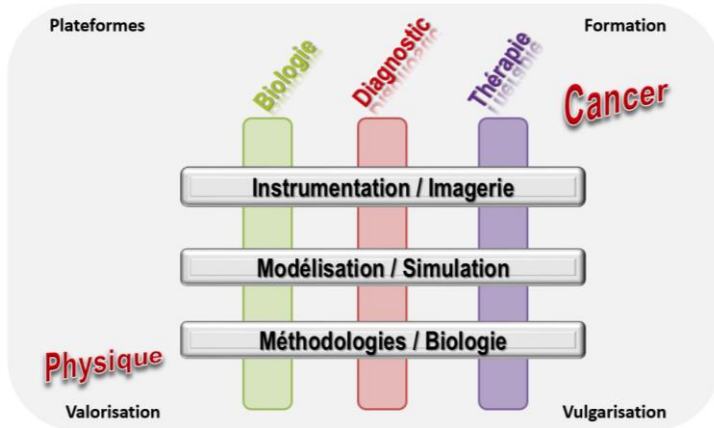 Plateformes
Formation
Biologie
Diagnostic
Thérapie
Cancer
Instrumentation / Imagerie
Modélisation / Simulation
Méthodologies / Biologie
Physique
Valorisation
Vulgarisation